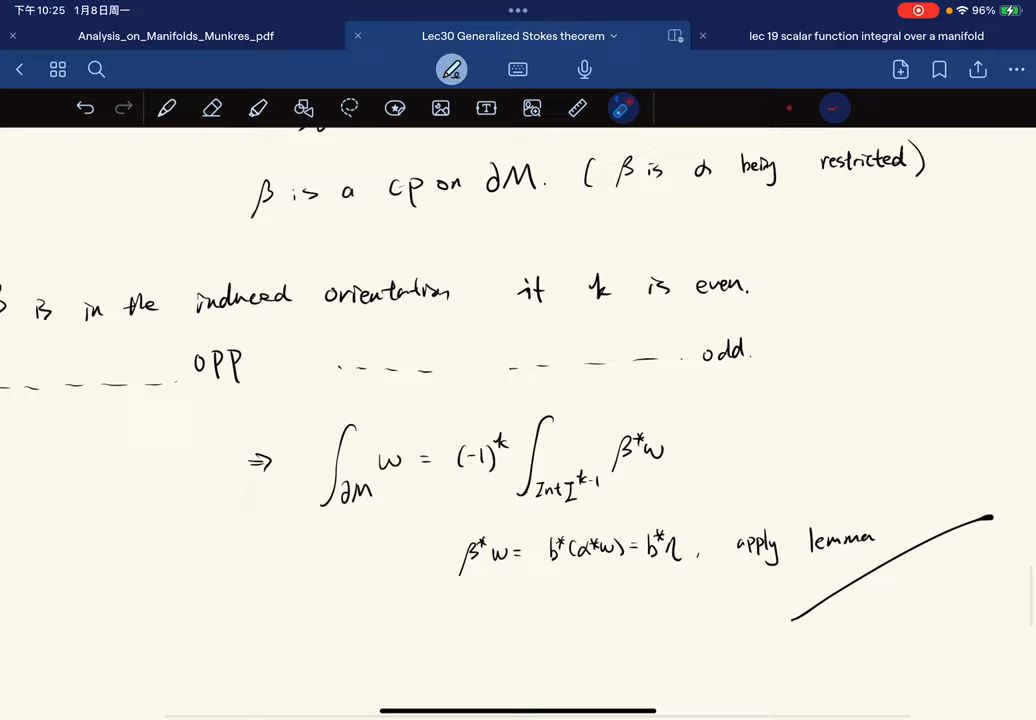 下午10:25 1月8日周一
96%
Analysis_on_Manifolds_Munkres_pdf
Lec30 Generalized Stokes theorem
lec 19 scalar function integral over a manifold
β is a cp on ∂M. ( β is α being restricted)
is in the induced orientation if k is even.
OPP ---- -- -- odd.
⇒ ∫_{∂M} ω = (-1)^k ∫_{Int I^{k-1}} β*ω
β*ω = b*(α*ω) = b*η, apply lemma